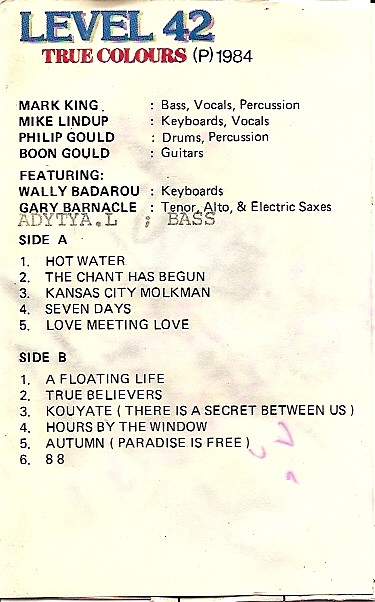 LEVEL 42
TRUE COLOURS (P) 1984
MARK KING : Bass, Vocals, Percussion
MIKE LINDUP : Keyboards, Vocals
PHILIP GOULD : Drums, Percussion
BOON GOULD : Guitars
FEATURING:
WALLY BADAROU : Keyboards
GARY BARNACLE : Tenor, Alto, & Electric Saxes
ADYTYA.L ; BASS
SIDE A
1. HOT WATER
2. THE CHANT HAS BEGUN
3. KANSAS CITY MOLKMAN
4. SEVEN DAYS
5. LOVE MEETING LOVE
SIDE B
1. A FLOATING LIFE
2. TRUE BELIEVERS
3. KOUYATE ( THERE IS A SECRET BETWEEN US )
4. HOURS BY THE WINDOW
5. AUTUMN ( PARADISE IS FREE )
6. 8 8